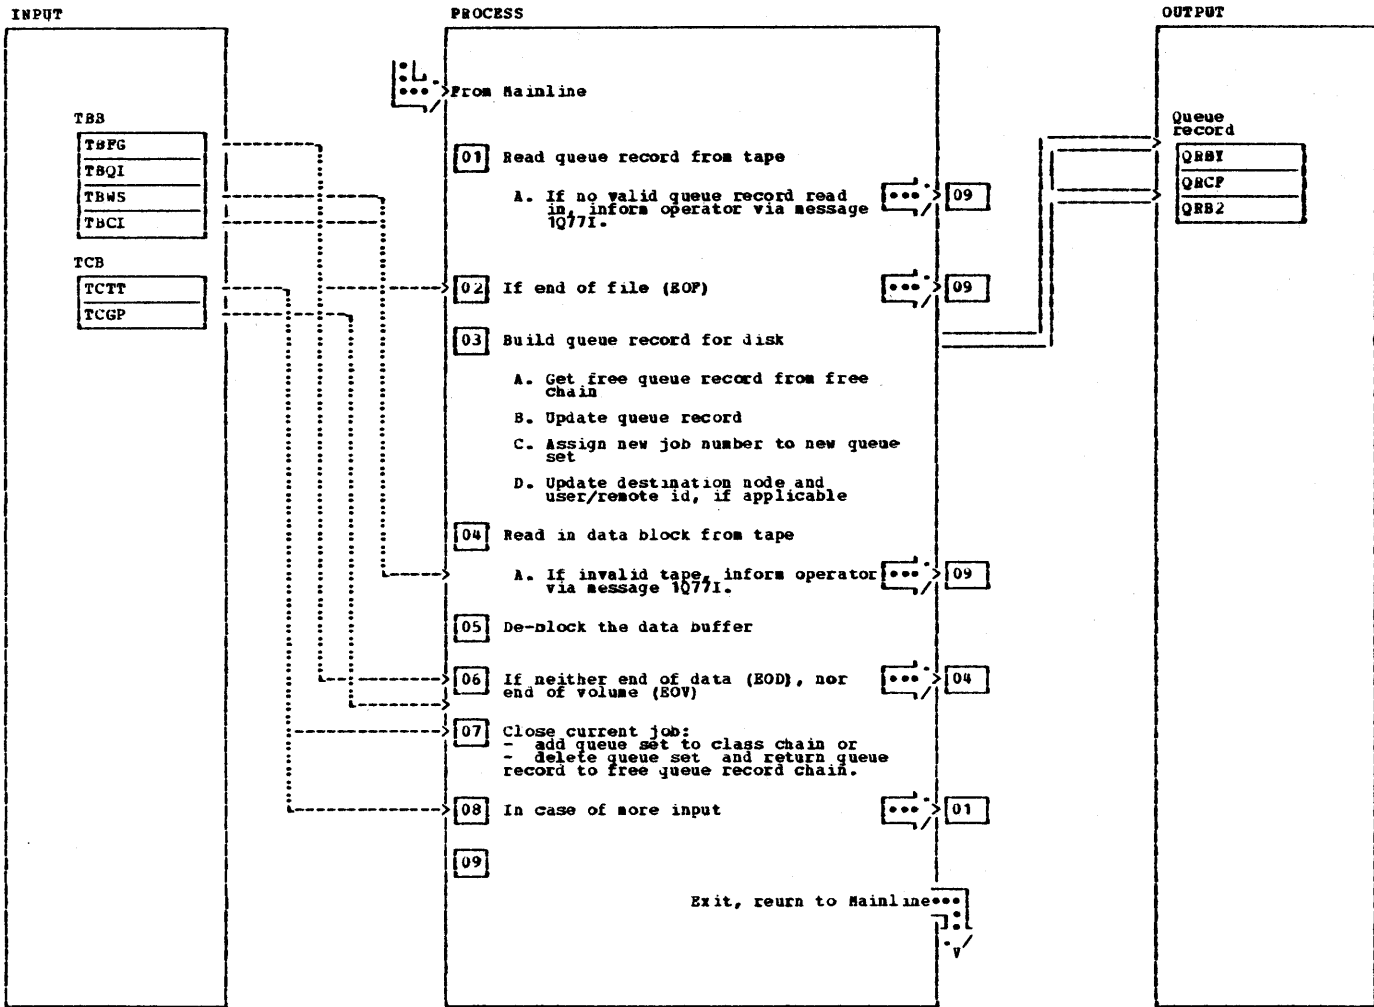 INPUT
PROCESS
OUTPUT
From Mainline
TBB
TBFG
TBQI
TBWS
TBCI
TCB
TCTT
TCGP
Queue
record
QRBY
QRCF
QRB2
01 Read queue record from tape
A. If no valid queue record read
in, inform operator via message
1Q77I.
09
02 If end of file (EOF)
09
03 Build queue record for disk
A. Get free queue record from free
chain
B. Update queue record
C. Assign new job number to new queue
set
D. Update destination node and
user/remote id, if applicable
04 Read in data block from tape
A. If invalid tape, inform operator
via message 1Q77I.
09
05 De-block the data buffer
06 If neither end of data (EOD), nor
end of volume (EOV)
04
07 Close current job:
- add queue set to class chain or
- delete queue set and return queue
record to free queue record chain.
08 In case of more input
01
09
Exit, reurn to Mainline